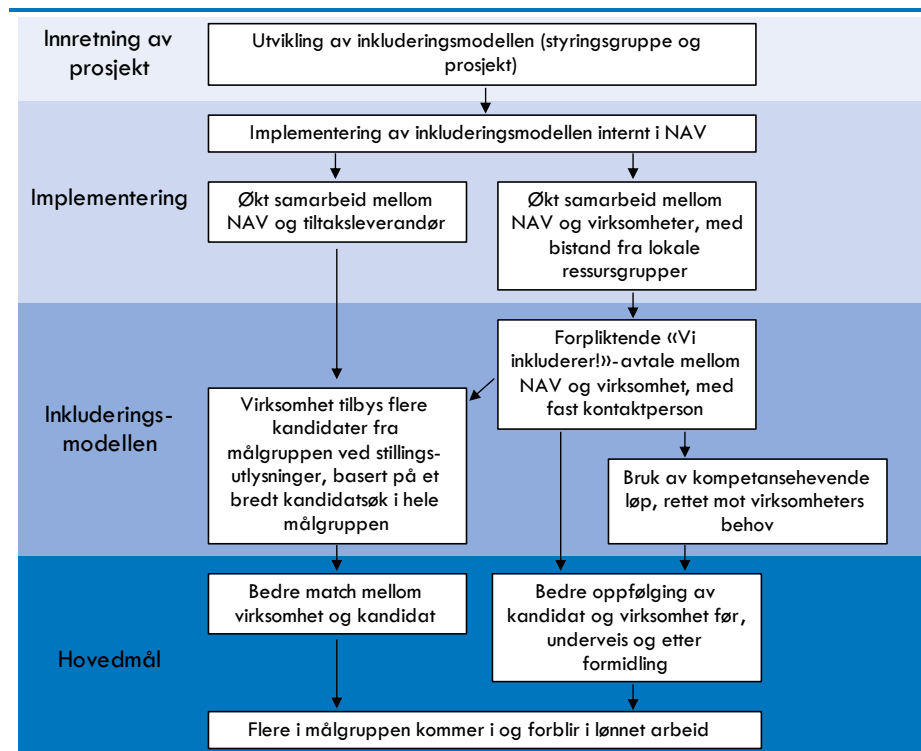 Innretning av
prosjekt
Utvikling av inkluderingsmodellen (styringsgruppe og
prosjekt)
Implementering av inkluderingsmodellen internt i NAV
Implementering
Økt samarbeid mellom
NAV og tiltaksleverandør
Økt samarbeid mellom
NAV og virksomheter, med
bistand fra lokale
ressursgrupper
Forpliktende «Vi
inkluderer!»-avtale mellom
NAV og virksomhet, med
fast kontaktperson
Inkluderings-
modellen
Virksomhet tilbys flere
kandidater fra
målgruppen ved stillings-
utlysninger, basert på et
bredt kandidatsøk i hele
målgruppen
Bruk av kompetansehevende
løp, rettet mot virksomheters
behov
Hovedmål
Bedre match mellom
virksomhet og kandidat
Bedre oppfølging av
kandidat og virksomhet før,
underveis og etter
formidling
Flere i målgruppen kommer i og forblir i lønnet arbeid